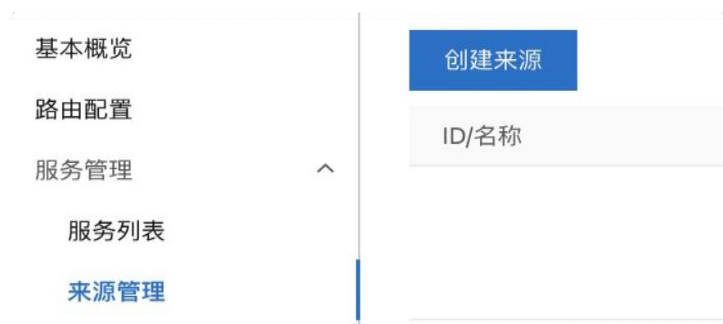 基本概览
路由配置
服务管理
服务列表
来源管理
创建来源
ID/名称